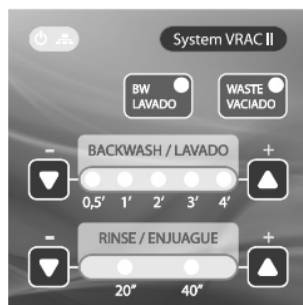 System VRAC II
BW
LAVADO
WASTE
VACIADO
- BACKWASH / LAVADO +
0,5' 1' 2' 3' 4'
- RINSE / ENJUAGUE +
20" 40"